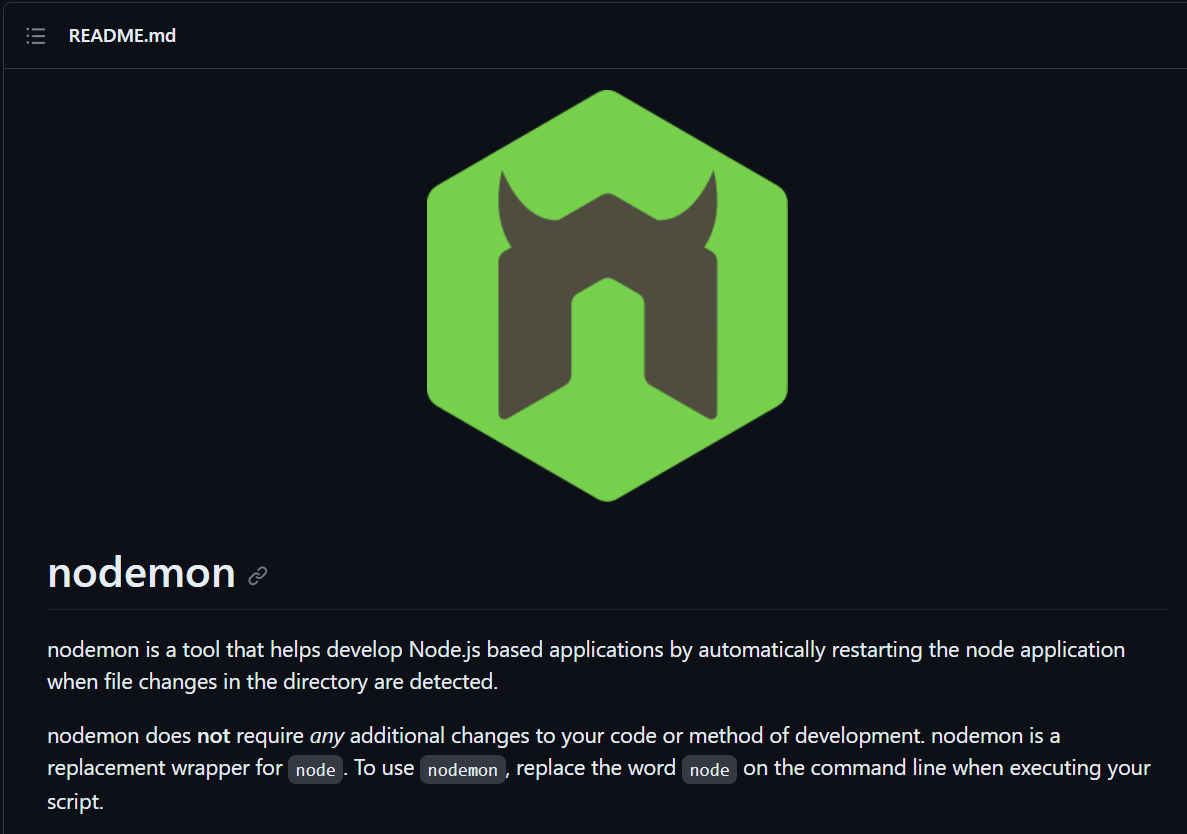 README.md
nodemon
nodemon is a tool that helps develop Node.js based applications by automatically restarting the node application
when file changes in the directory are detected.
nodemon does not require any additional changes to your code or method of development. nodemon is a
replacement wrapper for node. To use nodemon, replace the word node on the command line when executing your
script.